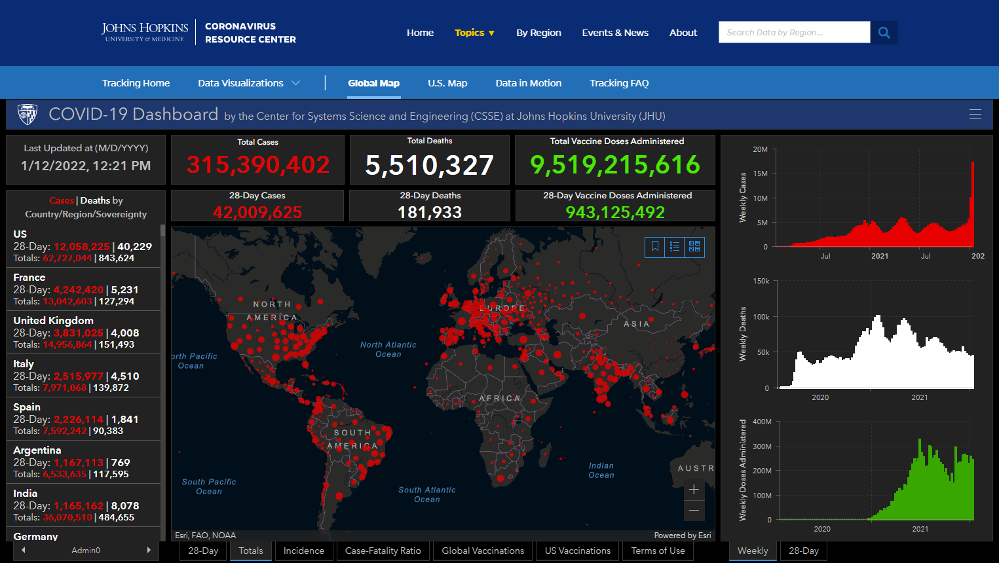 JOHNS HOPKINS
UNIVERSITY & MEDICINE
CORONAVIRUS
RESOURCE CENTER
Home
Topics ▼
By Region
Events & News
About
Search Data by Region...
Tracking Home
Data Visualizations
Global Map
U.S. Map
Data in Motion
Tracking FAQ
COVID-19 Dashboard by the Center for Systems Science and Engineering (CSSE) at Johns Hopkins University (JHU)
Last Updated at (M/D/YYYY)
1/12/2022, 12:21 PM
Cases | Deaths by
Country/Region/Sovereignty
US
28-Day: 12,058,225 | 40,229
Totals: 62,727,044 | 843,624
France
28-Day: 4,242,420 | 5,231
Totals: 13,042,603 | 127,294
United Kingdom
28-Day: 3,831,025 | 4,008
Totals: 14,956,864 | 151,493
Italy
28-Day: 2,515,977 | 4,510
Totals: 7,971,068 | 139,872
Spain
28-Day: 2,226,114 | 1,841
Totals: 7,592,242 | 90,383
Argentina
28-Day: 1,167,113 | 769
Totals: 6,533,635 | 117,595
India
28-Day: 1,165,162 | 8,078
Totals: 36,070,510 | 484,655
Germany
Admin0
Total Cases
315,390,402
Total Deaths
5,510,327
Total Vaccine Doses Administered
9,519,215,616
28-Day Cases
42,009,625
28-Day Deaths
181,933
28-Day Vaccine Doses Administered
943,125,492
NORTH
AMERICA
EUROPE
ASIA
North Atlantic
Ocean
orth Pacific
Ocean
AFRICA
SOUTH
AMERICA
Indian
Ocean
AUSTR
South Pacific
Ocean
South Atlantic
Ocean
+
−
Esri, FAO, NOAA
Powered by Esri
28-Day
Totals
Incidence
Case-Fatality Ratio
Global Vaccinations
US Vaccinations
Terms of Use
Weekly Cases
20M
15M
10M
5M
0
Jul
2021
Jul
202
Weekly Deaths
150k
100k
50k
0
2020
2021
Weekly Doses Administered
400M
300M
200M
100M
0
2020
2021
Weekly
28-Day